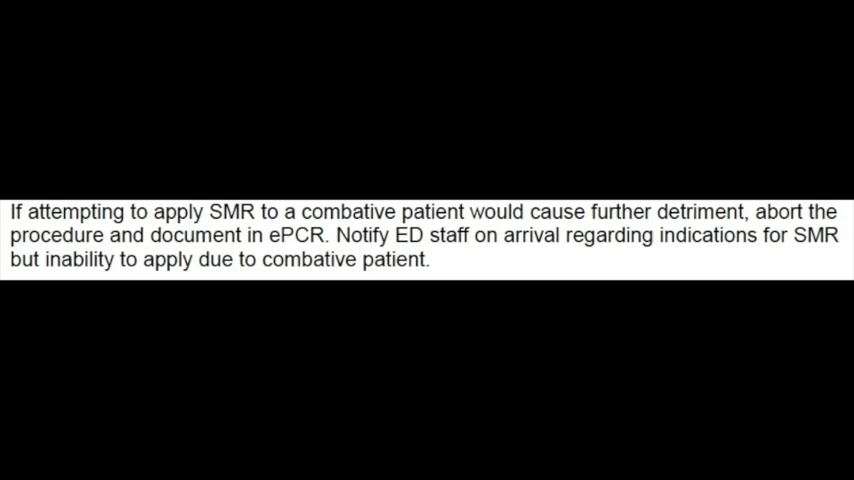 If attempting to apply SMR to a combative patient would cause further detriment, abort the
procedure and document in ePCR. Notify ED staff on arrival regarding indications for SMR
but inability to apply due to combative patient.